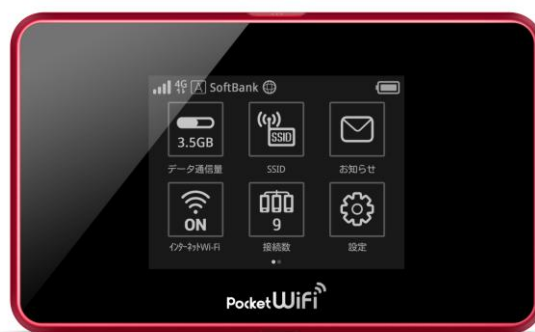 4G A SoftBank
3.5GB SSID
データ通信量 SSID お知らせ
ON 9
インターネットWi-Fi 接続数 設定
Pocket WiFi